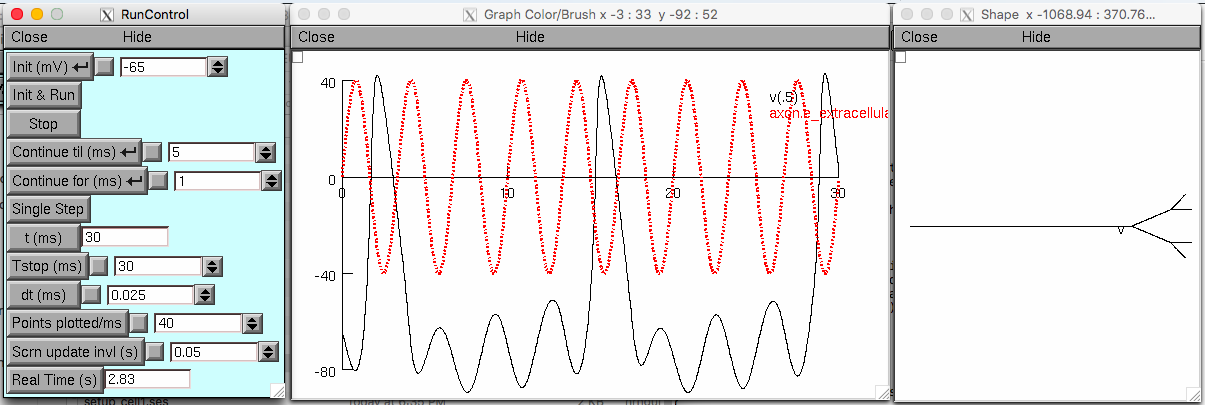 RunControl
Close Hide
Init (mV) -65
Init & Run
Stop
Continue til (ms) 5
Continue for (ms) 1
Single Step
t (ms) 30
Tstop (ms) 30
dt (ms) 0.025
Points plotted/ms 40
Scrn update invl (s) 0.05
Real Time (s) 2.83
Graph Color/Brush x -3 : 33 y -92 : 52
Close Hide
40
v(.5)
axon.e_extracellula
0
0 10 20 30
-40
-80
Shape x -1068.94 : 370.76...
Close Hide
v
setup_cell1.ses